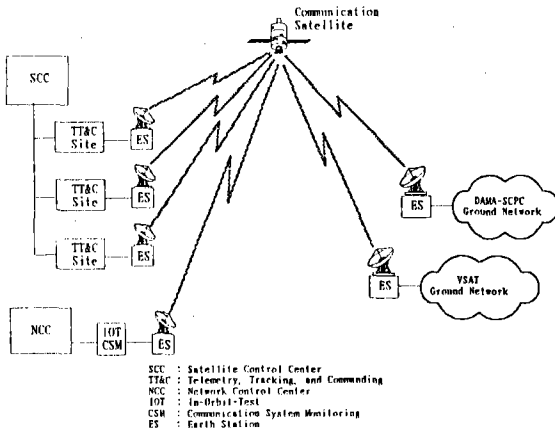 Communication
Satellite
SCC
TT&C
Site
ES
TT&C
Site
ES
TT&C
Site
ES
NCC
IOT
CSM
ES
ES
DAMA-SCPC
Ground Network
ES
VSAT
Ground Network
SCC : Satellite Control Center
TT&C : Telemetry, Tracking, and Commanding
NCC : Network Control Center
IOT : In-Orbit-Test
CSM : Communication System Monitoring
ES : Earth Station